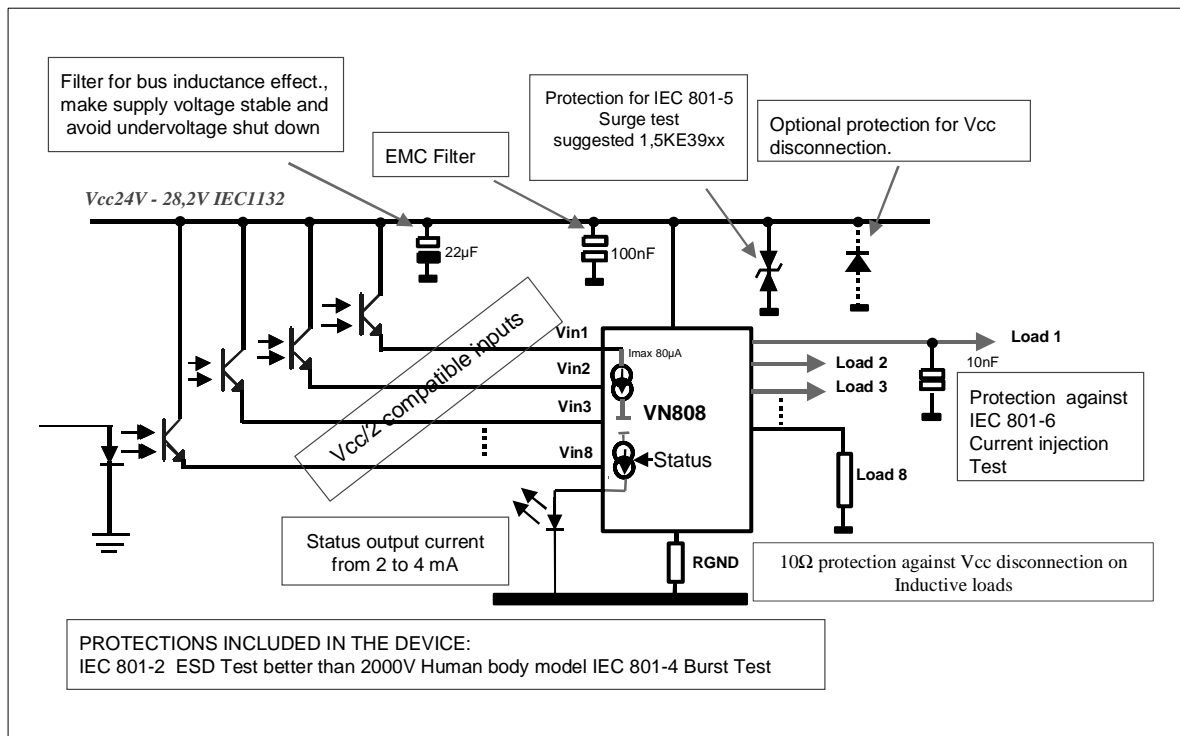 Filter for bus inductance effect.,
make supply voltage stable and
avoid undervoltage shut down
EMC Filter
Protection for IEC 801-5
Surge test
suggested 1,5KE39xx
Optional protection for Vcc
disconnection.
Vcc24V - 28,2V IEC1132
22µF
100nF
Vcc/2 compatible inputs
Vin1
Vin2
Vin3
Vin8
Imax 80µA
VN808
Status
Load 1
Load 2
Load 3
Load 8
10nF
Protection against
IEC 801-6
Current injection
Test
Status output current
from 2 to 4 mA
RGND
10Ω protection against Vcc disconnection on
Inductive loads
PROTECTIONS INCLUDED IN THE DEVICE:
IEC 801-2 ESD Test better than 2000V Human body model IEC 801-4 Burst Test